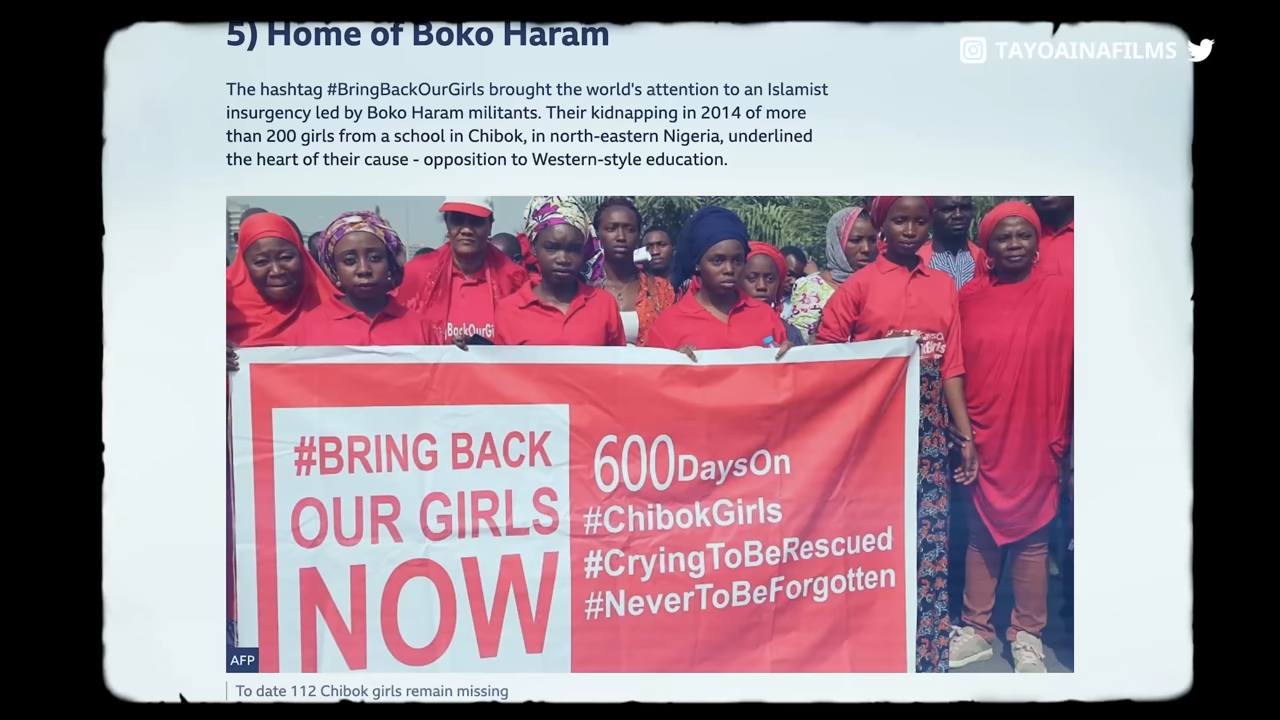 5) Home of Boko Haram
TAYOAINAFILMS
The hashtag #BringBackOurGirls brought the world's attention to an Islamist
insurgency led by Boko Haram militants. Their kidnapping in 2014 of more
than 200 girls from a school in Chibok, in north-eastern Nigeria, underlined
the heart of their cause - opposition to Western-style education.
BackOurGi
#BRING BACK
OUR GIRLS
NOW
600DaysOn
#ChibokGirls
#CryingToBeRescued
#NeverToBeForgotten
AFP
To date 112 Chibok girls remain missing